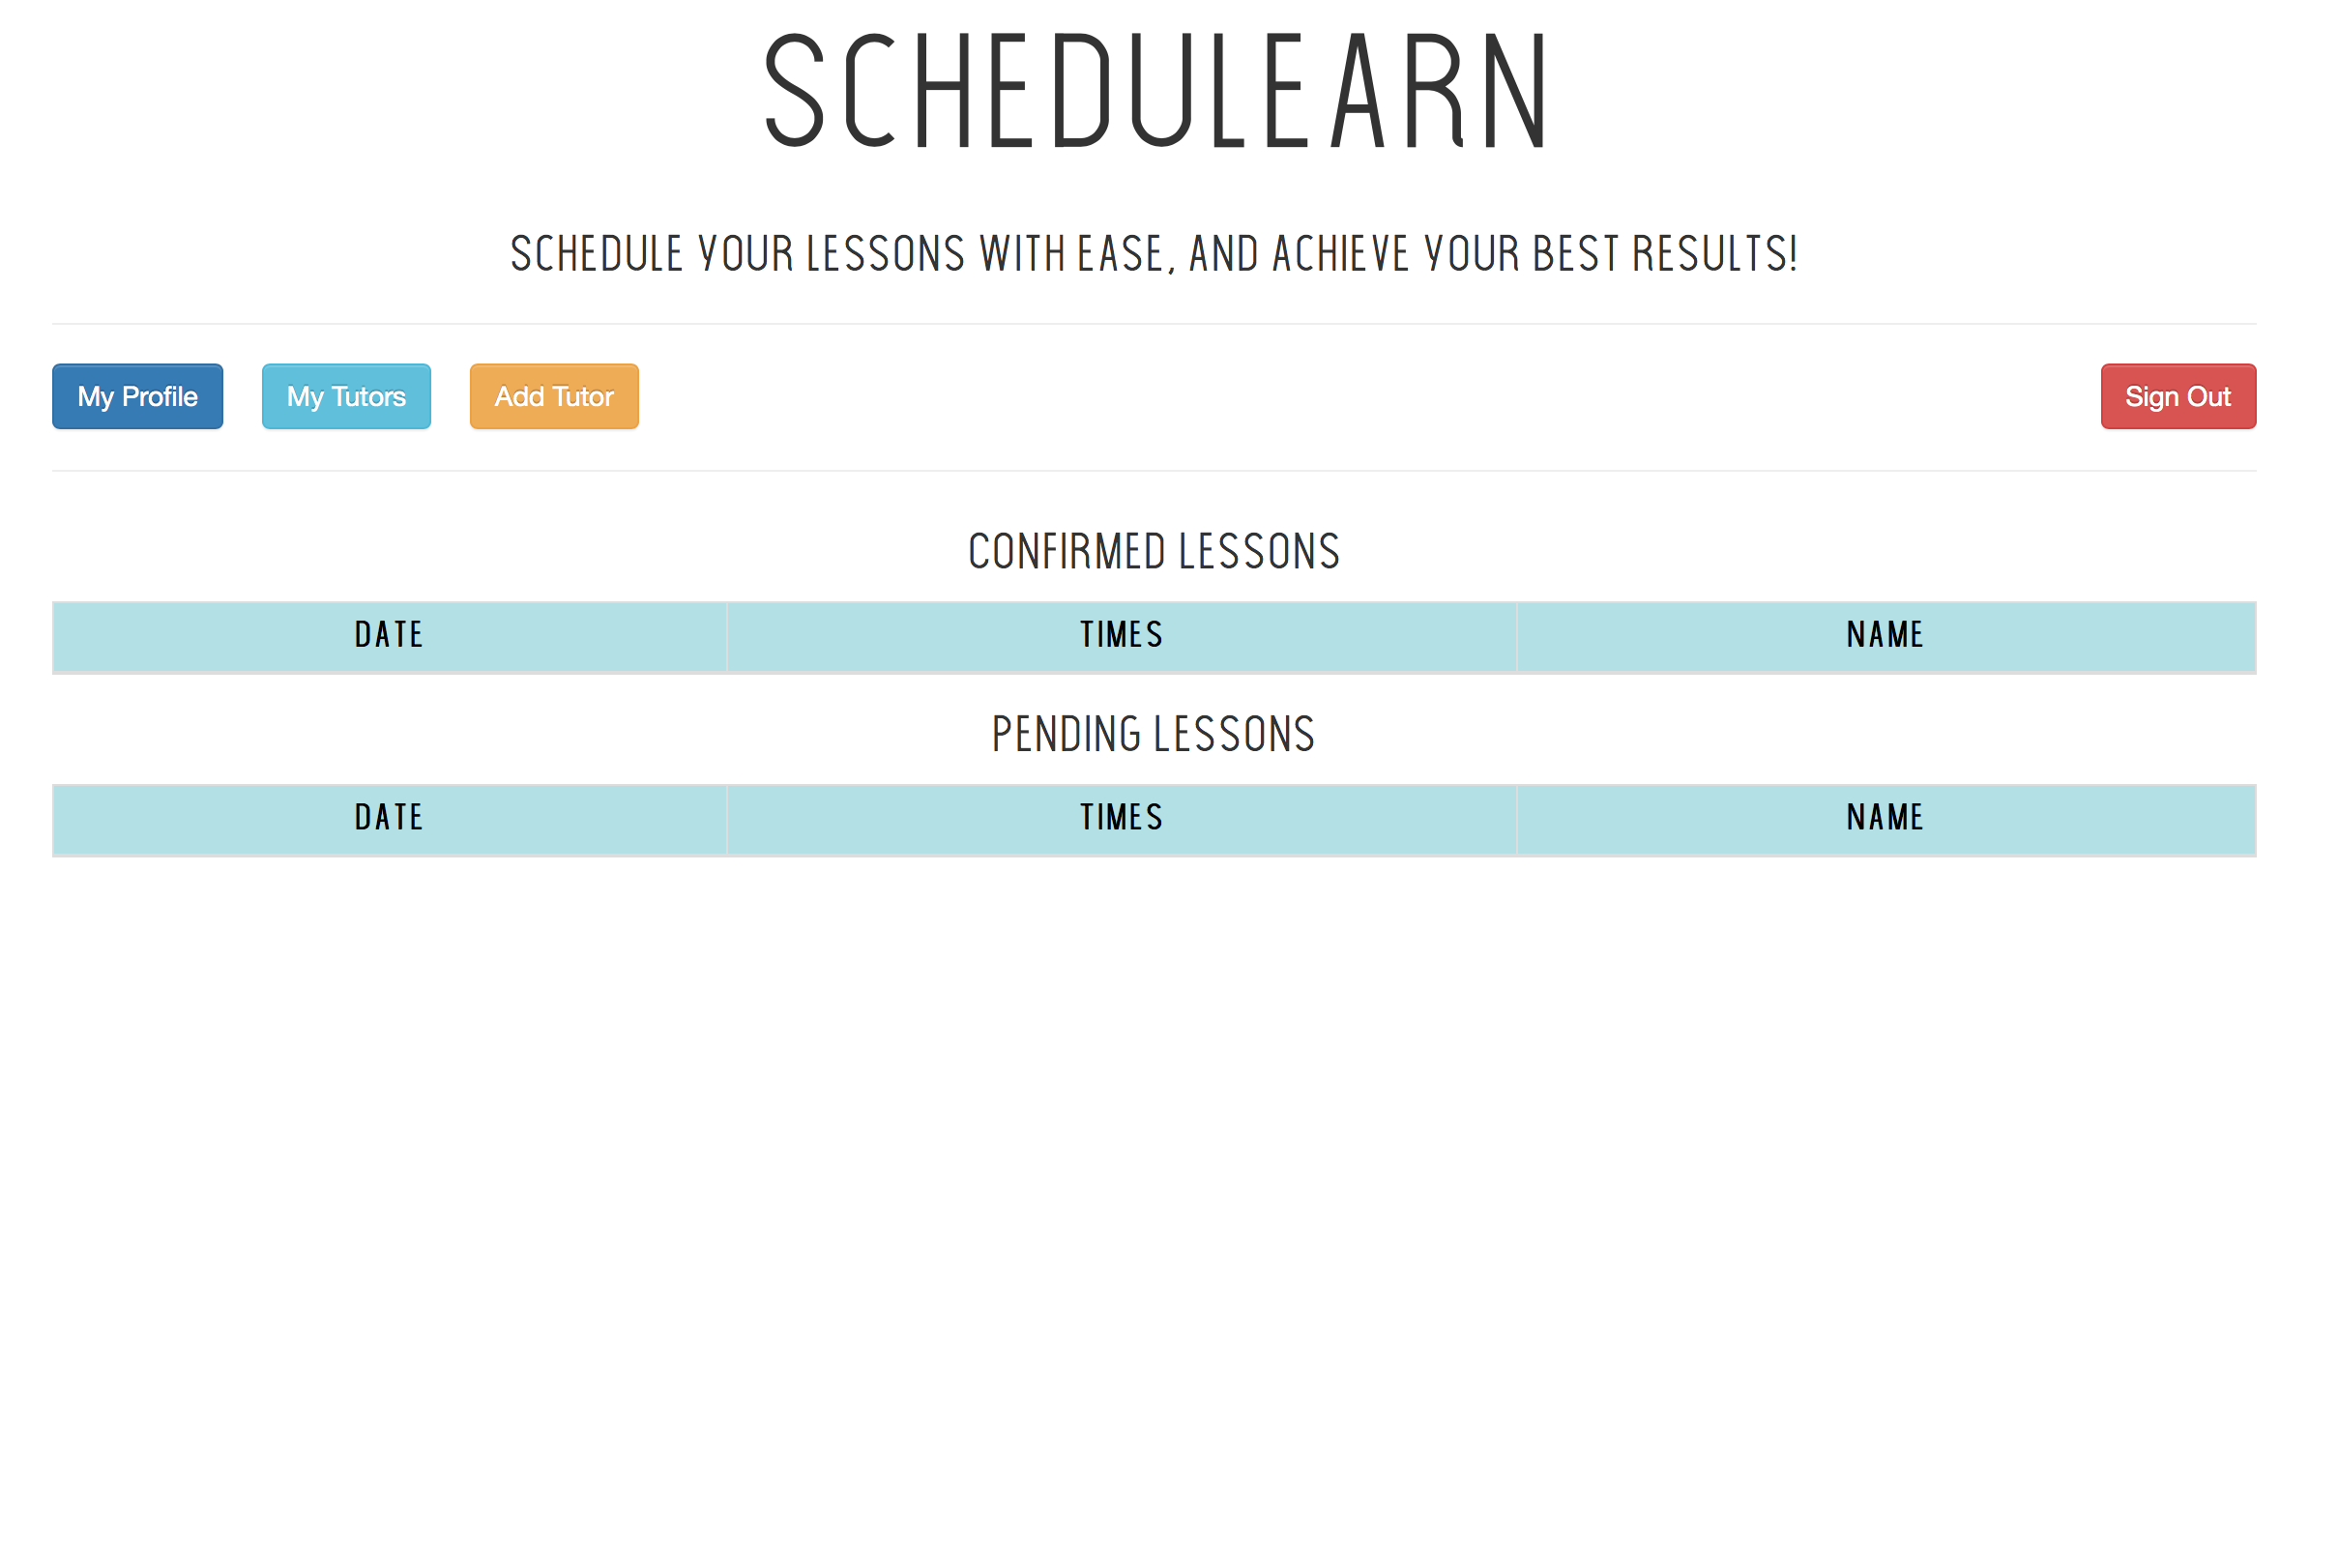 SCHEDULEARN
SCHEDULE YOUR LESSONS WITH EASE, AND ACHIEVE YOUR BEST RESULTS!
My Profile My Tutors Add Tutor Sign Out
CONFIRMED LESSONS
DATE TIMES NAME
PENDING LESSONS
DATE TIMES NAME